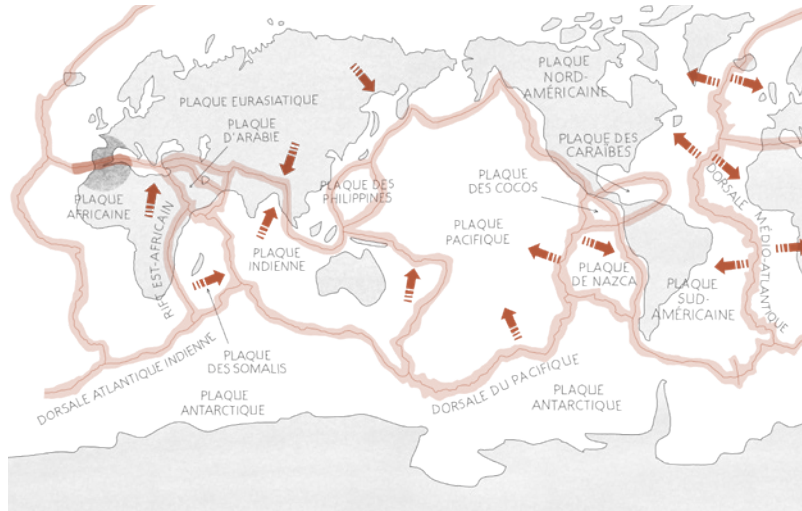 PLAQUE EURASIATIQUE
PLAQUE
D'ARABIE
PLAQUE
AFRICAINE
RIFT EST-AFRICAIN
PLAQUE
INDIENNE
PLAQUE DES
PHILIPPINES
PLAQUE
DES SOMALIS
DORSALE ATLANTIQUE INDIENNE
PLAQUE
ANTARCTIQUE
PLAQUE
NORD-
AMÉRICAINE
PLAQUE DES
CARAÏBES
PLAQUE
DES COCOS
PLAQUE
PACIFIQUE
PLAQUE
DE NAZCA
PLAQUE
SUD-
AMÉRICAINE
DORSALE MÉDIO-ATLANTIQUE
DORSALE DU PACIFIQUE
PLAQUE
ANTARCTIQUE